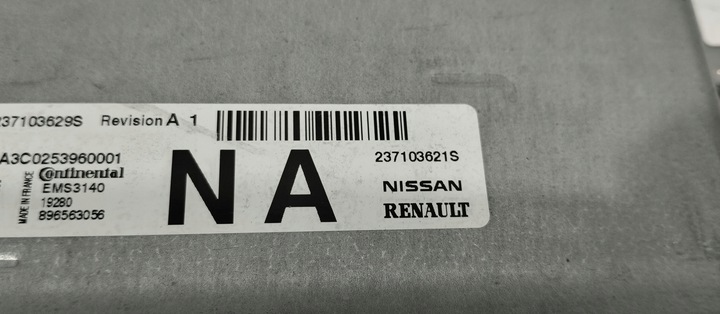 237103629S Revision A 1
A3C0253960001
237103621S
Continental
EMS3140
19280
896563056
MADE IN FRANCE
NA
NISSAN
RENAULT